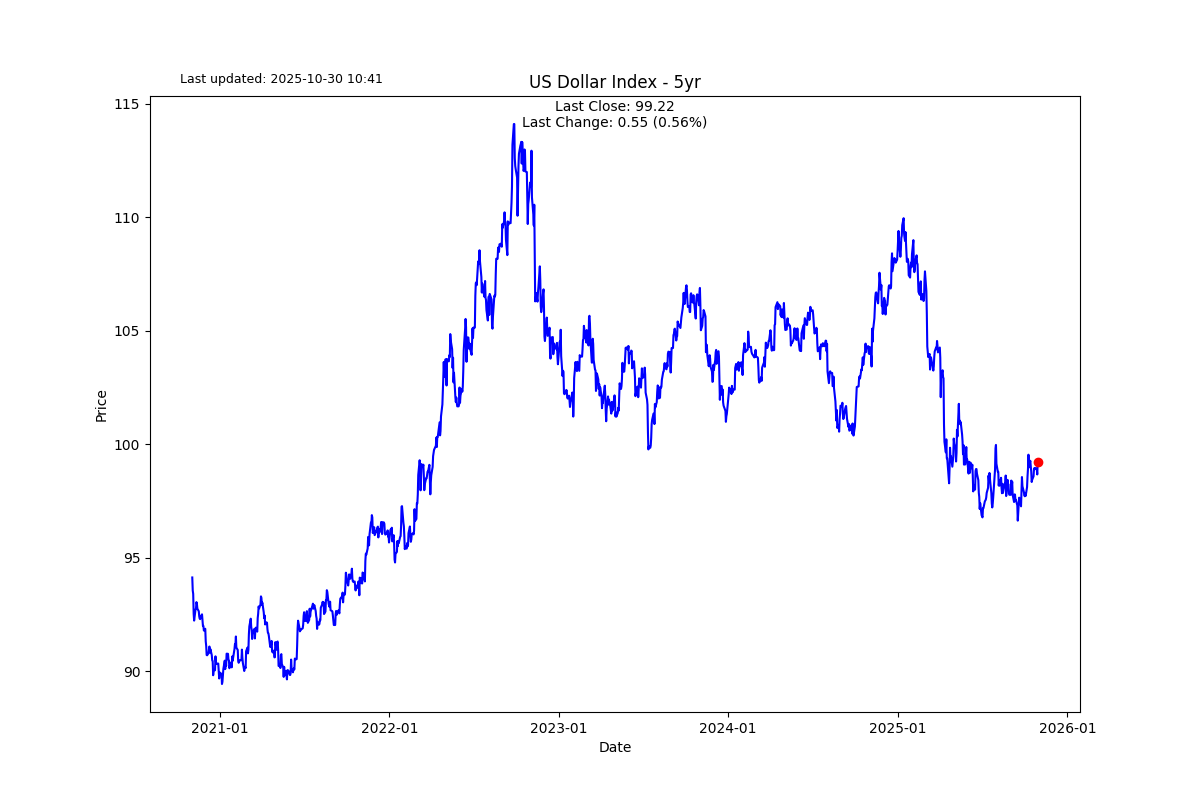 Last updated: 2025-10-30 10:41
US Dollar Index - 5yr
Last Close: 99.22
Last Change: 0.55 (0.56%)
115
110
105
100
95
90
Price
2021-01
2022-01
2023-01
2024-01
2025-01
2026-01
Date